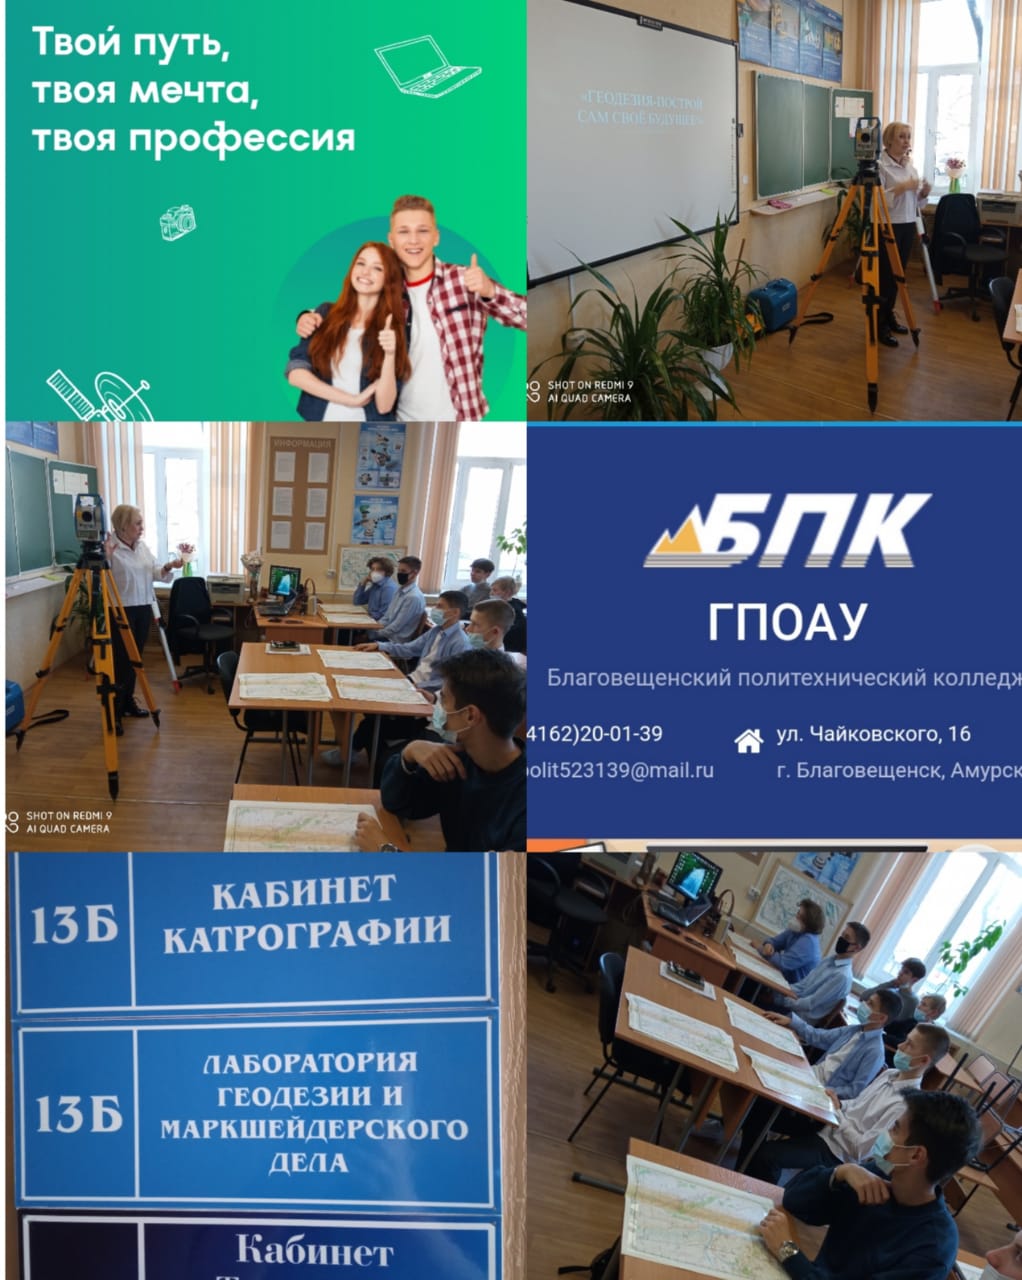 Твой путь,
твоя мечта,
твоя профессия
«ГЕОДЕЗИЯ-ПОСТРОЙ
САМ СВОЁ БУДУЩЕЕ»
SHOT ON REDMI 9
AI QUAD CAMERA
ИНФОРМАЦИЯ
SHOT ON REDMI 9
AI QUAD CAMERA
БПК
ГПОАУ
Благовещенский политехнический коллед
4162)20-01-39
ул. Чайковского, 16
olit523139@mail.ru
г. Благовещенск, Амурск
13Б
КАБИНЕТ
КАТРОГРАФИИ
13Б
ЛАБОРАТОРИЯ
ГЕОДЕЗИИ И
МАРКШЕЙДЕРСКОГО
ДЕЛА
Кабинет